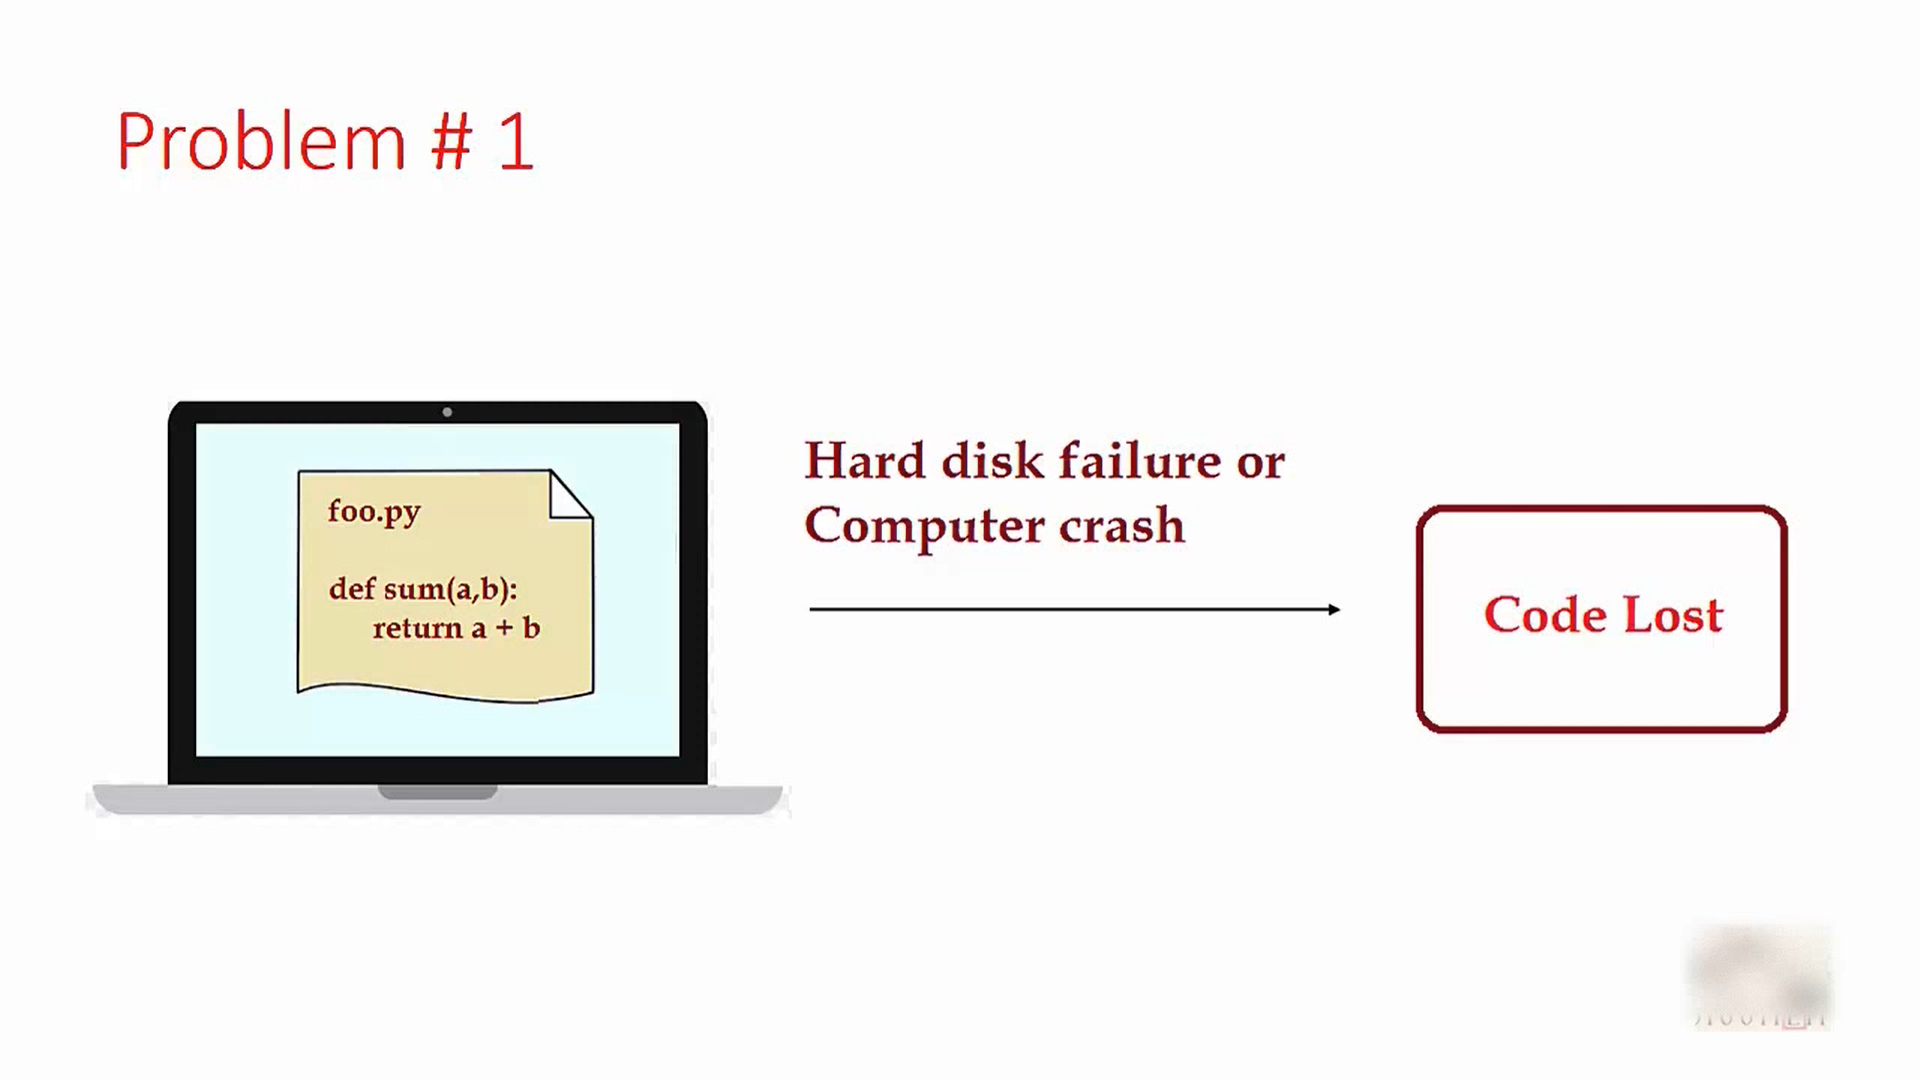 Problem # 1
foo.py
def sum(a,b):
return a + b
Hard disk failure or
Computer crash
Code Lost